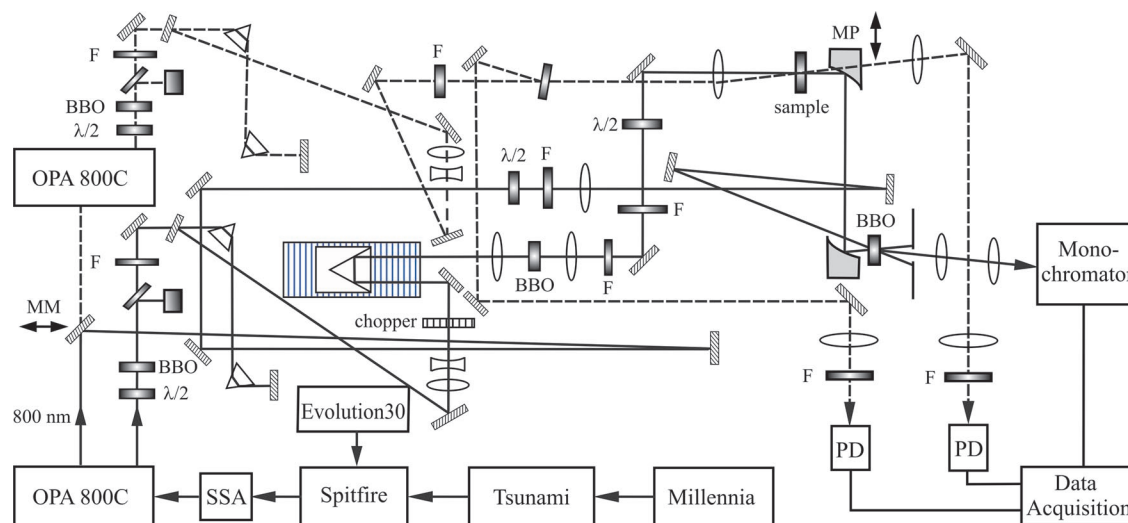 MP
F
F
BBO
sample
λ/2
λ/2
λ/2
F
OPA 800C
F
BBO
F
BBO
F
Mono-
chromator
MM
chopper
BBO
F
F
λ/2
800 nm
Evolution30
PD
PD
OPA 800C
SSA
Spitfire
Tsunami
Millennia
Data
Acquisition